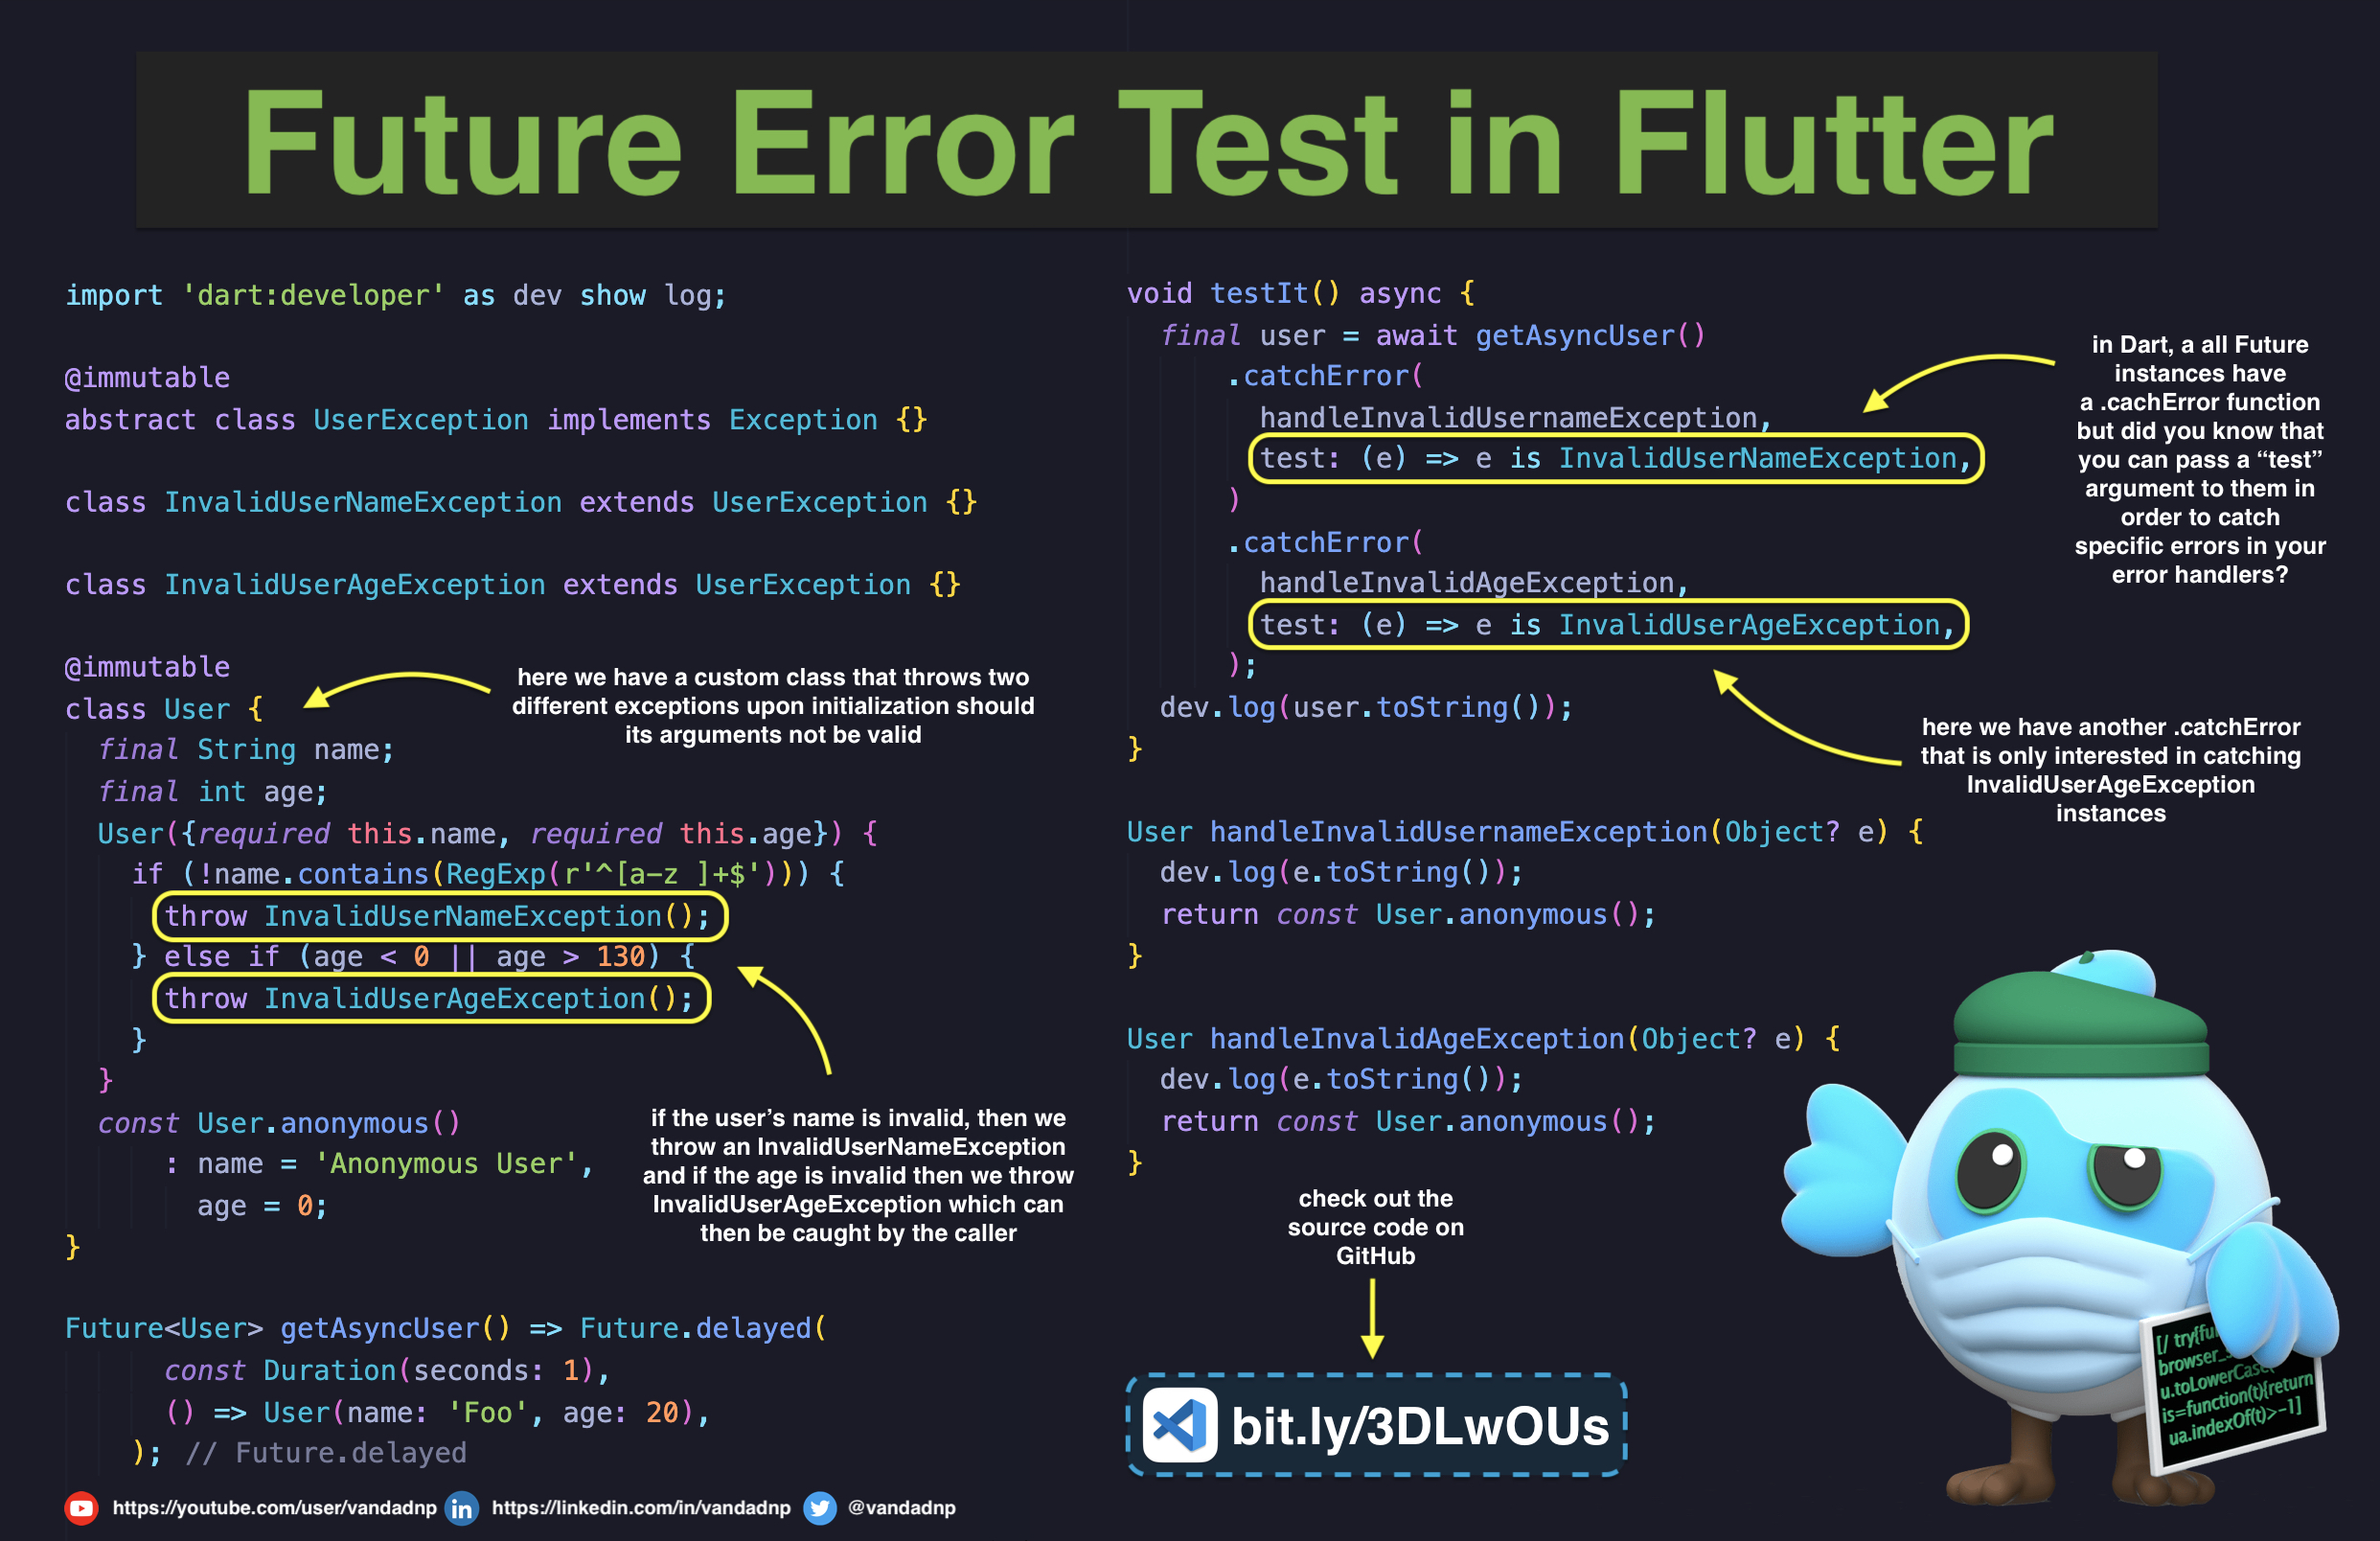 Future Error Test in Flutter
import 'dart:developer' as dev show log;
@immutable
abstract class UserException implements Exception {}
class InvalidUserNameException extends UserException {}
class InvalidUserAgeException extends UserException {}
@immutable
class User {
final String name;
final int age;
User({required this.name, required this.age}) {
if (!name.contains(RegExp(r'^[a-z ]+$'))) {
throw InvalidUserNameException();
} else if (age < 0 || age > 130) {
throw InvalidUserAgeException();
}
}
const User.anonymous()
: name = 'Anonymous User',
age = 0;
}
here we have a custom class that throws two
different exceptions upon initialization should
its arguments not be valid
if the user’s name is invalid, then we
throw an InvalidUserNameException
and if the age is invalid then we throw
InvalidUserAgeException which can
then be caught by the caller
Future<User> getAsyncUser() => Future.delayed(
const Duration(seconds: 1),
() => User(name: 'Foo', age: 20),
); // Future.delayed
void testIt() async {
final user = await getAsyncUser()
.catchError(
handleInvalidUsernameException,
test: (e) => e is InvalidUserNameException,
)
.catchError(
handleInvalidAgeException,
test: (e) => e is InvalidUserAgeException,
);
dev.log(user.toString());
}
in Dart, a all Future
instances have
a .cachError function
but did you know that
you can pass a “test”
argument to them in
order to catch
specific errors in your
error handlers?
here we have another .catchError
that is only interested in catching
InvalidUserAgeException
instances
User handleInvalidUsernameException(Object? e) {
dev.log(e.toString());
return const User.anonymous();
}
User handleInvalidAgeException(Object? e) {
dev.log(e.toString());
return const User.anonymous();
}
check out the
source code on
GitHub
bit.ly/3DLwOUs
[/ try{fu
browser_
u.toLowerCase(
is=function(t){return
ua.indexOf(t)>-1]
https://youtube.com/user/vandadnp
in https://linkedin.com/in/vandadnp
@vandadnp